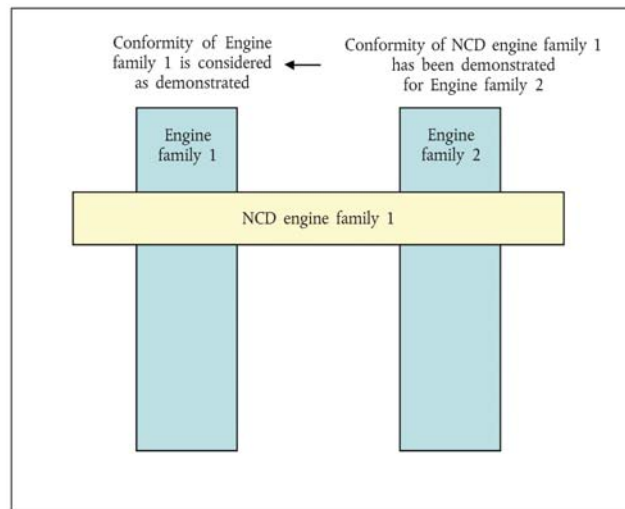 Conformity of Engine
family 1 is considered
as demonstrated
Conformity of NCD engine family 1
has been demonstrated
for Engine family 2
Engine
family 1
Engine
family 2
NCD engine family 1